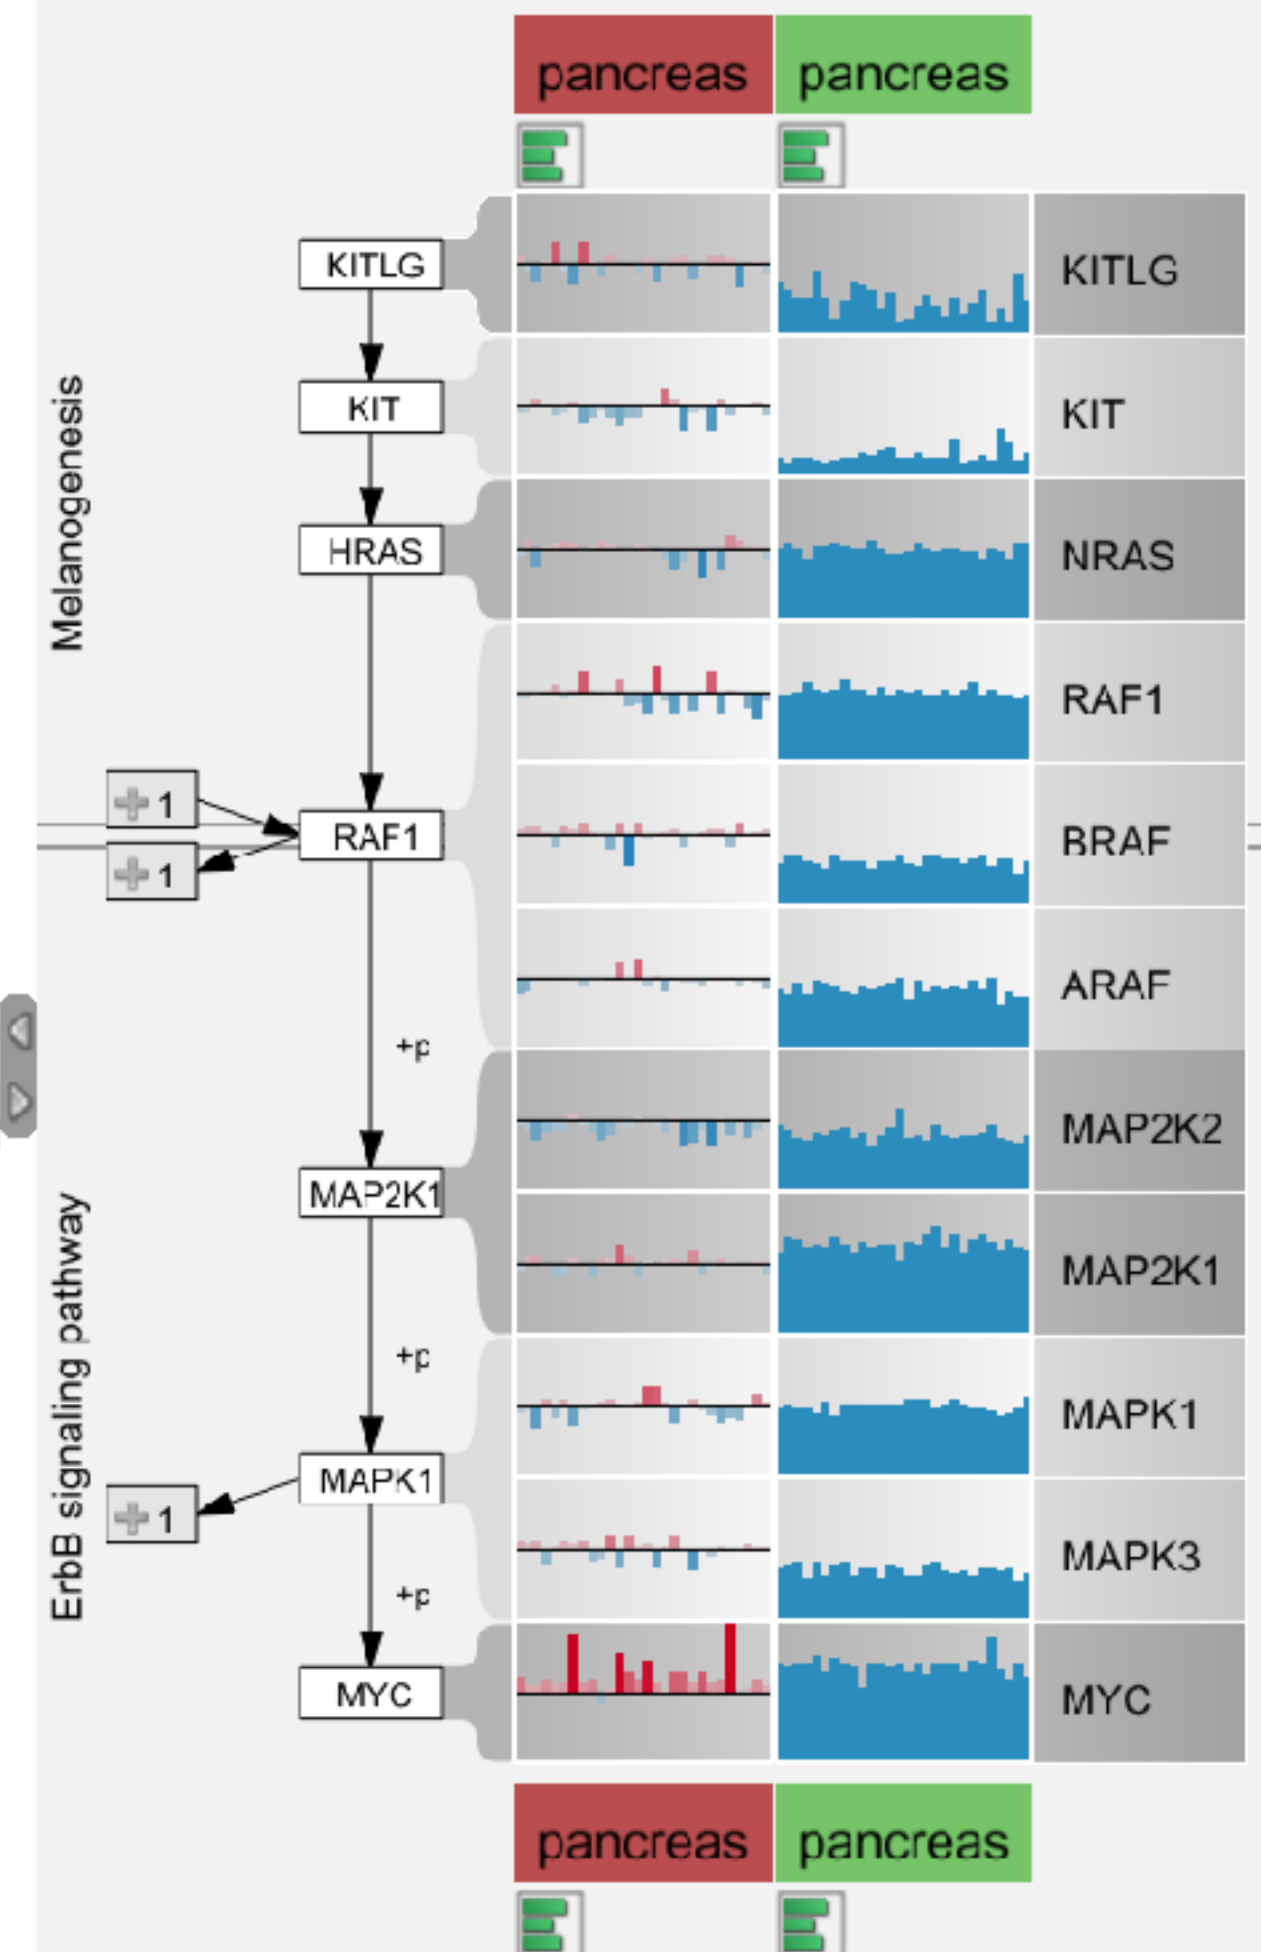 pancreas pancreas
KITLG KITLG
KIT KIT
HRAS NRAS
RAF1
1
RAF1 BRAF
1
ARAF
+p
MAP2K2
MAP2K1
MAP2K1
+p
MAPK1
MAPK1
1
MAPK3
+p
MYC MYC
Melanogenesis
ErbB signaling pathway
pancreas pancreas